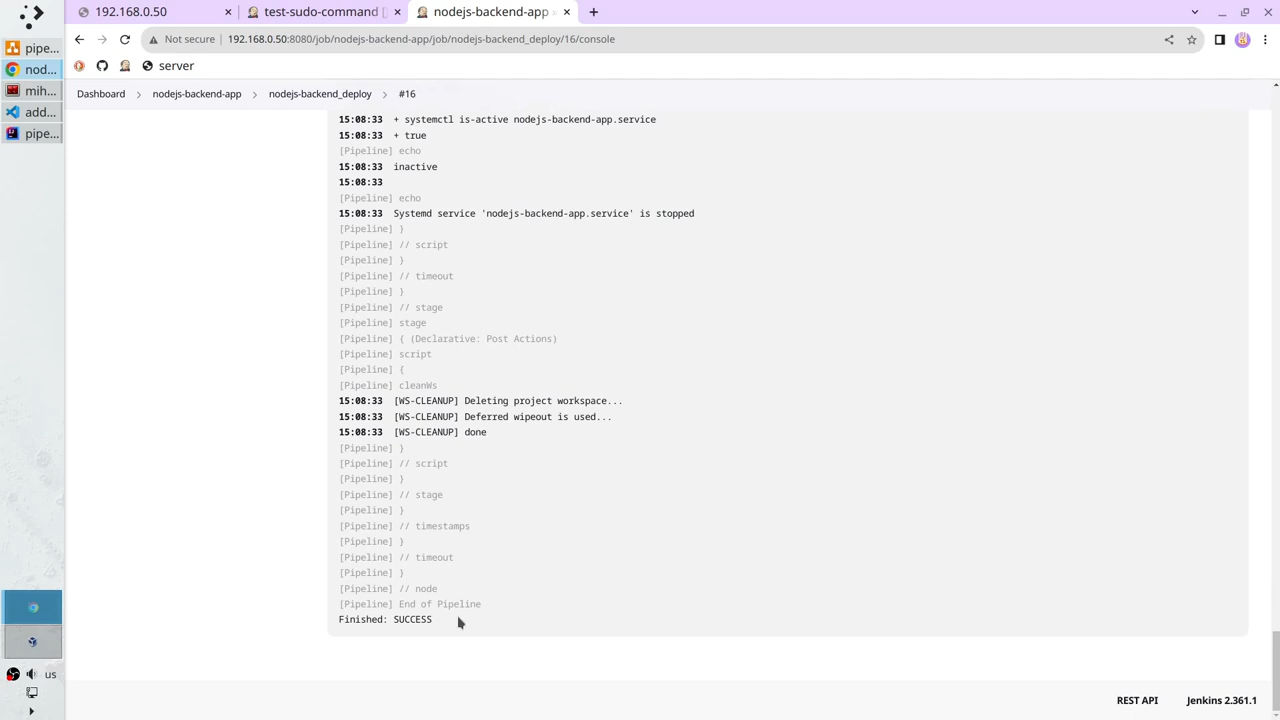 192.168.0.50
test-sudo-command [
nodejs-backend-app
Not secure
192.168.0.50:8080/job/nodejs-backend-app/job/nodejs-backend_deploy/16/console
server
pipe...
nod...
mih...
add...
pipe...
us
Dashboard
nodejs-backend-app
nodejs-backend_deploy
#16
15:08:33 + systemctl is-active nodejs-backend-app.service
15:08:33 + true
[Pipeline] echo
15:08:33 inactive
15:08:33
[Pipeline] echo
15:08:33 Systemd service 'nodejs-backend-app.service' is stopped
[Pipeline] }
[Pipeline] // script
[Pipeline] }
[Pipeline] // timeout
[Pipeline] }
[Pipeline] // stage
[Pipeline] stage
[Pipeline] { (Declarative: Post Actions)
[Pipeline] script
[Pipeline] {
[Pipeline] cleanWs
15:08:33 [WS-CLEANUP] Deleting project workspace...
15:08:33 [WS-CLEANUP] Deferred wipeout is used...
15:08:33 [WS-CLEANUP] done
[Pipeline] }
[Pipeline] // script
[Pipeline] }
[Pipeline] // stage
[Pipeline] }
[Pipeline] // timestamps
[Pipeline] }
[Pipeline] // timeout
[Pipeline] }
[Pipeline] // node
[Pipeline] End of Pipeline
Finished: SUCCESS
REST API
Jenkins 2.361.1